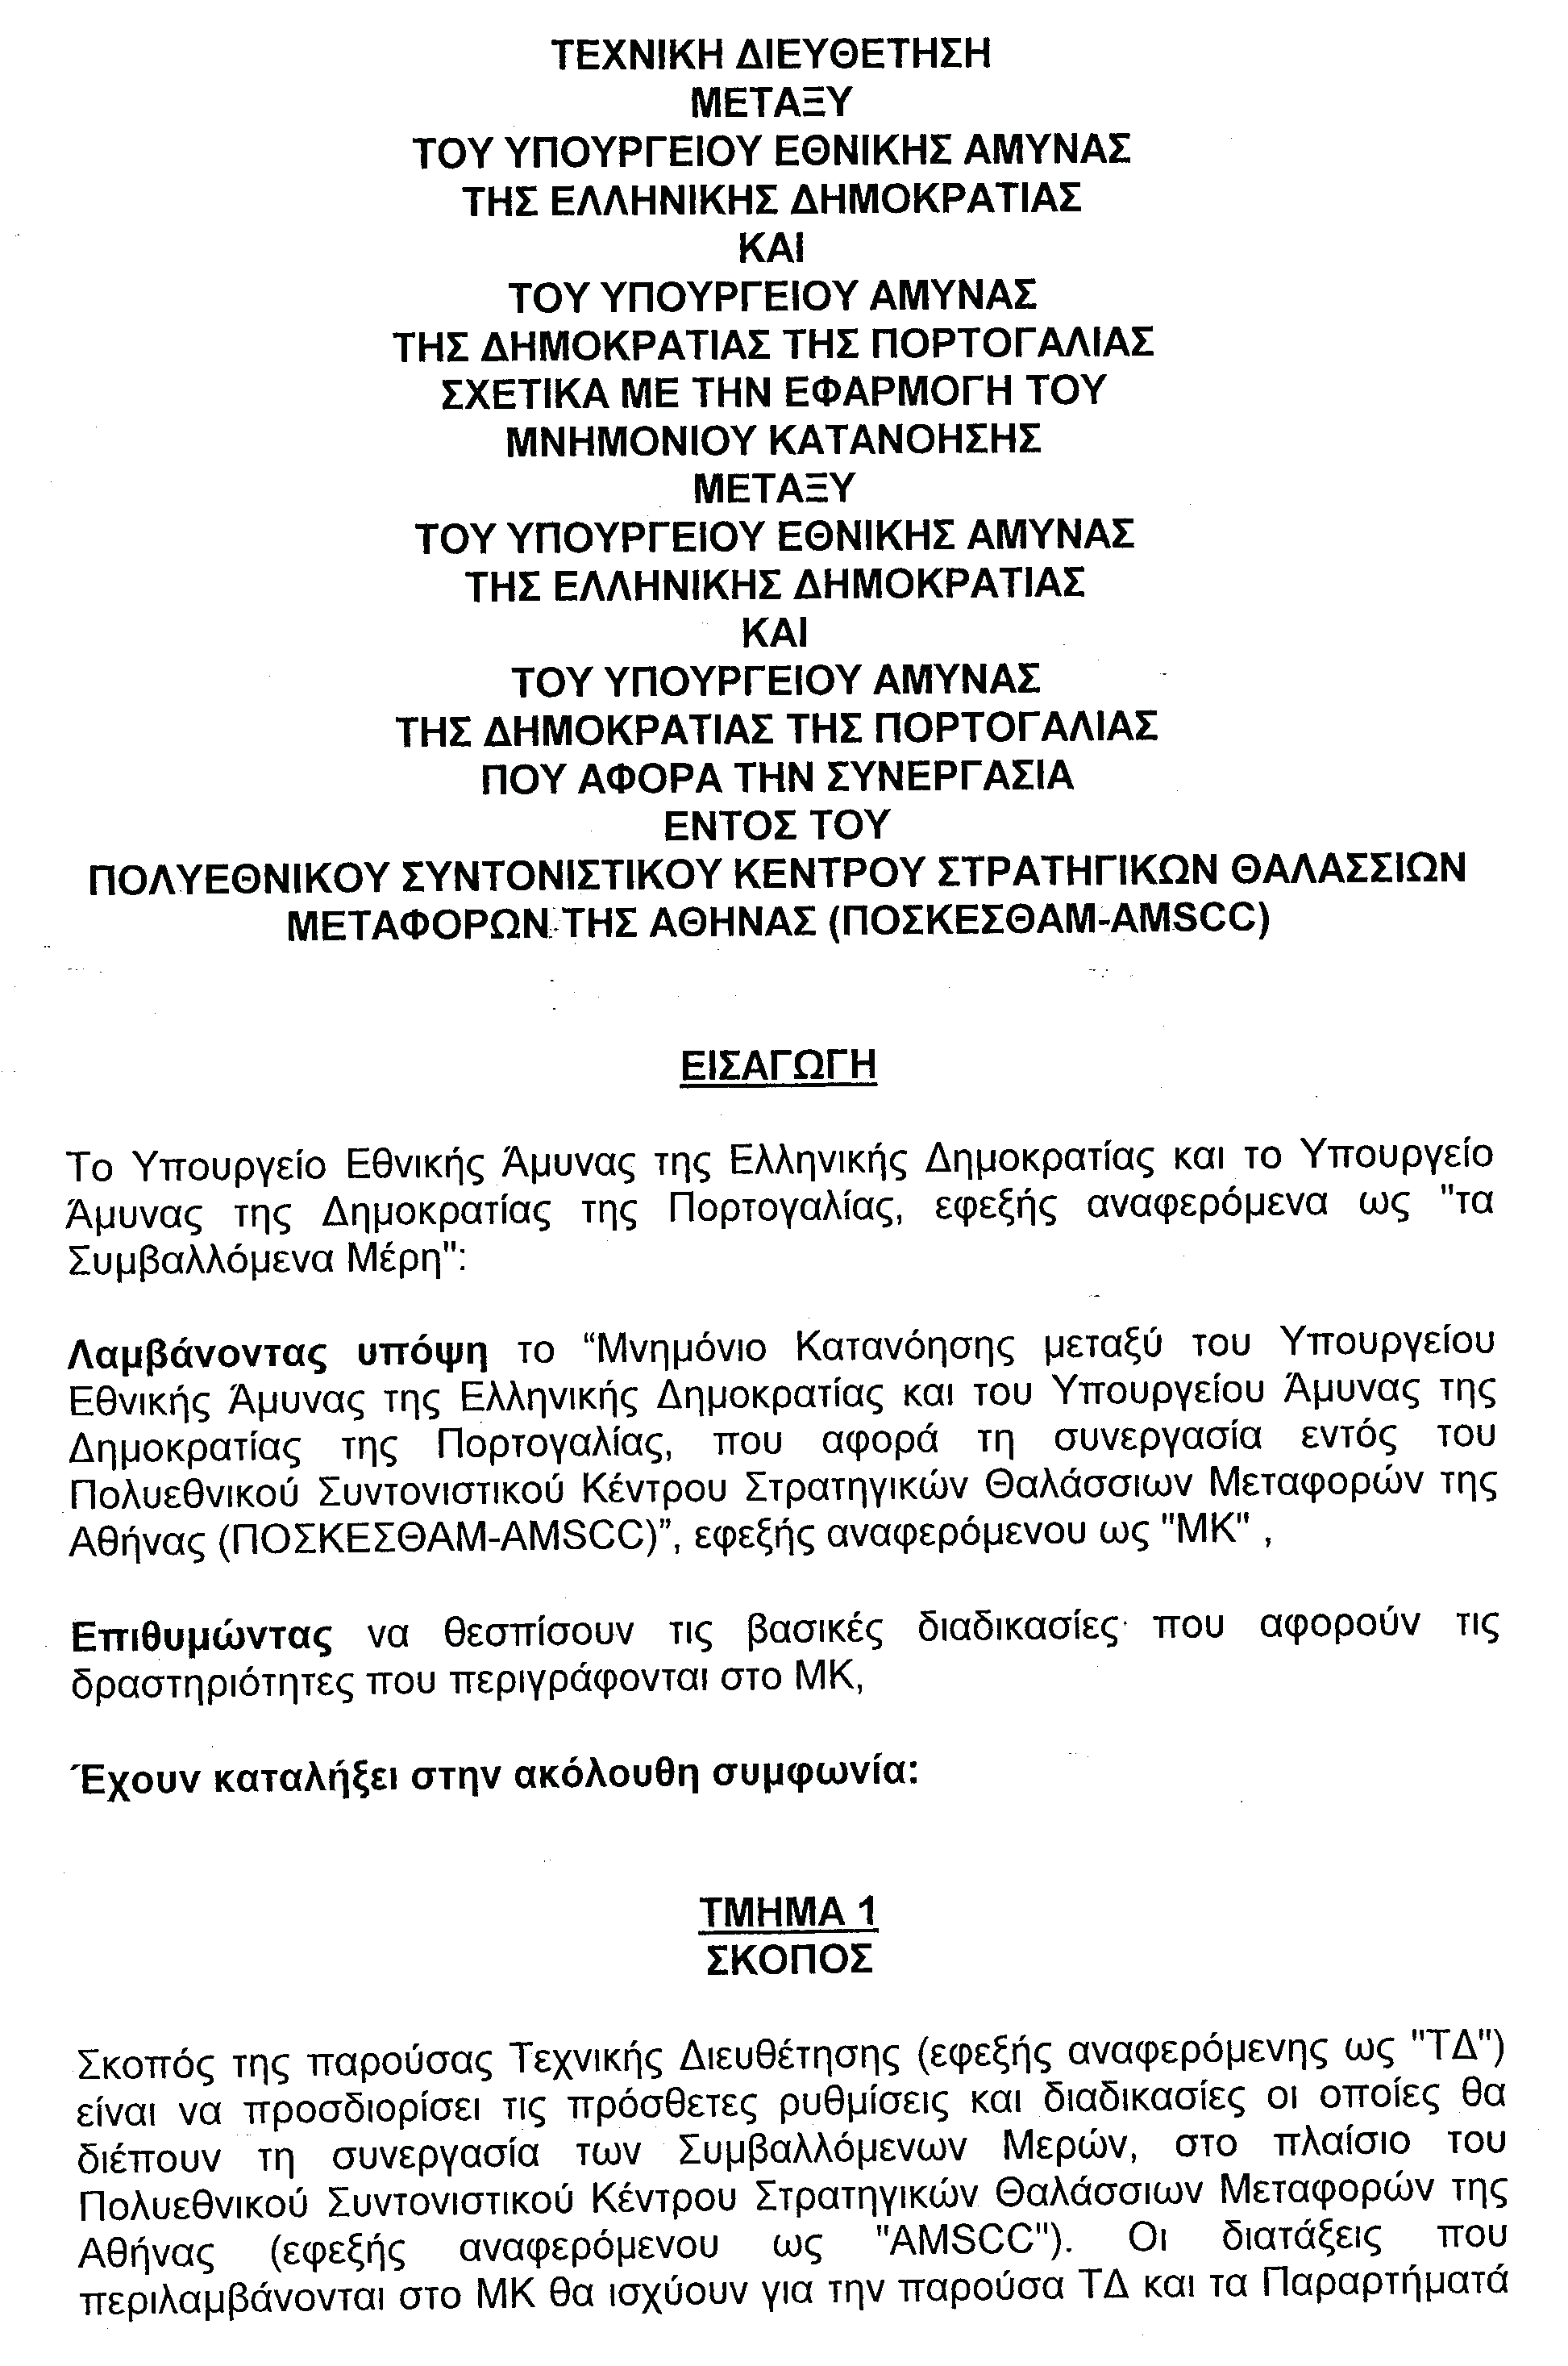 ΤΕΧΝΙΚΗ ΔΙΕΥΘΕΤΗΣΗ
ΜΕΤΑΞΥ
ΤΟΥ ΥΠΟΥΡΓΕΙΟΥ ΕΘΝΙΚΗΣ ΑΜΥΝΑΣ
ΤΗΣ ΕΛΛΗΝΙΚΗΣ ΔΗΜΟΚΡΑΤΙΑΣ
ΚΑΙ
ΤΟΥ ΥΠΟΥΡΓΕΙΟΥ ΑΜΥΝΑΣ
ΤΗΣ ΔΗΜΟΚΡΑΤΙΑΣ ΤΗΣ ΠΟΡΤΟΓΑΛΙΑΣ
ΣΧΕΤΙΚΑ ΜΕ ΤΗΝ ΕΦΑΡΜΟΓΗ ΤΟΥ
ΜΝΗΜΟΝΙΟΥ ΚΑΤΑΝΟΗΣΗΣ
ΜΕΤΑΞΥ
ΤΟΥ ΥΠΟΥΡΓΕΙΟΥ ΕΘΝΙΚΗΣ ΑΜΥΝΑΣ
ΤΗΣ ΕΛΛΗΝΙΚΗΣ ΔΗΜΟΚΡΑΤΙΑΣ
ΚΑΙ
ΤΟΥ ΥΠΟΥΡΓΕΙΟΥ ΑΜΥΝΑΣ
ΤΗΣ ΔΗΜΟΚΡΑΤΙΑΣ ΤΗΣ ΠΟΡΤΟΓΑΛΙΑΣ
ΠΟΥ ΑΦΟΡΑ ΤΗΝ ΣΥΝΕΡΓΑΣΙΑ
ΕΝΤΟΣ ΤΟΥ
ΠΟΛΥΕΘΝΙΚΟΥ ΣΥΝΤΟΝΙΣΤΙΚΟΥ ΚΕΝΤΡΟΥ ΣΤΡΑΤΗΓΙΚΩΝ ΘΑΛΑΣΣΙΩΝ
ΜΕΤΑΦΟΡΩΝ ΤΗΣ ΑΘΗΝΑΣ (ΠΟΣΚΕΣΘΑΜ-AMSCC)
ΕΙΣΑΓΩΓΗ
Το Υπουργείο Εθνικής Άμυνας της Ελληνικής Δημοκρατίας και το Υπουργείο
Άμυνας της Δημοκρατίας της Πορτογαλίας, εφεξής αναφερόμενα ως "τα
Συμβαλλόμενα Μέρη":
Λαμβάνοντας υπόψη το “Μνημόνιο Κατανόησης μεταξύ του Υπουργείου
Εθνικής Άμυνας της Ελληνικής Δημοκρατίας και του Υπουργείου Άμυνας της
Δημοκρατίας της Πορτογαλίας, που αφορά τη συνεργασία εντός του
Πολυεθνικού Συντονιστικού Κέντρου Στρατηγικών Θαλάσσιων Μεταφορών της
Αθήνας (ΠΟΣΚΕΣΘΑΜ-AMSCC)”, εφεξής αναφερόμενου ως "ΜΚ" ,
Επιθυμώντας να θεσπίσουν τις βασικές διαδικασίες που αφορούν τις
δραστηριότητες που περιγράφονται στο ΜΚ,
Έχουν καταλήξει στην ακόλουθη συμφωνία:
ΤΜΗΜΑ 1
ΣΚΟΠΟΣ
Σκοπός της παρούσας Τεχνικής Διευθέτησης (εφεξής αναφερόμενης ως "ΤΔ")
είναι να προσδιορίσει τις πρόσθετες ρυθμίσεις και διαδικασίες οι οποίες θα
διέπουν τη συνεργασία των Συμβαλλόμενων Μερών, στο πλαίσιο του
Πολυεθνικού Συντονιστικού Κέντρου Στρατηγικών Θαλάσσιων Μεταφορών της
Αθήνας (εφεξής αναφερόμενου ως "AMSCC"). Οι διατάξεις που
περιλαμβάνονται στο ΜΚ θα ισχύουν για την παρούσα ΤΔ και τα Παραρτήματά